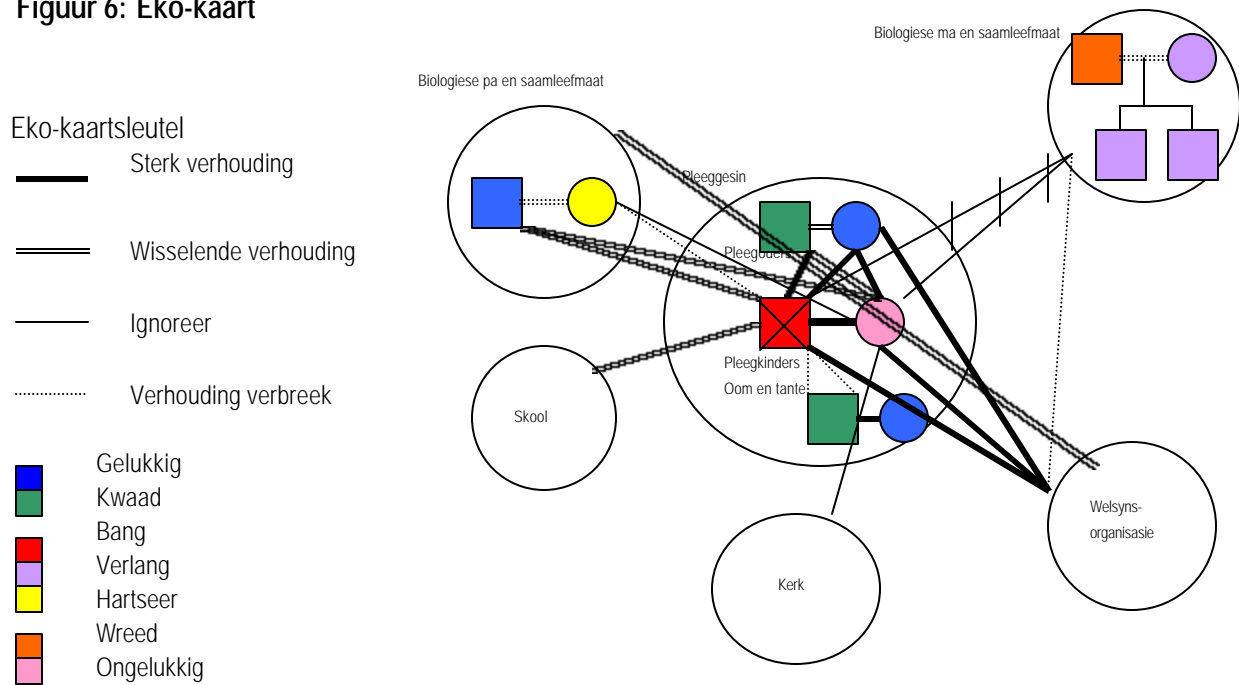 Figuur 6: Eko-kaart
Eko-kaartsleutel
Sterk verhouding
Wisselende verhouding
Ignoreer
Verhouding verbreek
Gelukkig
Kwaad
Bang
Verlang
Hartseer
Wreed
Ongelukkig
Biologiese pa en saamleefmaat
Biologiese ma en saamleefmaat
Pleeggesin
Pleegouers
Pleegkinders
Oom en tante
Skool
Kerk
Welsyns-
organisasie